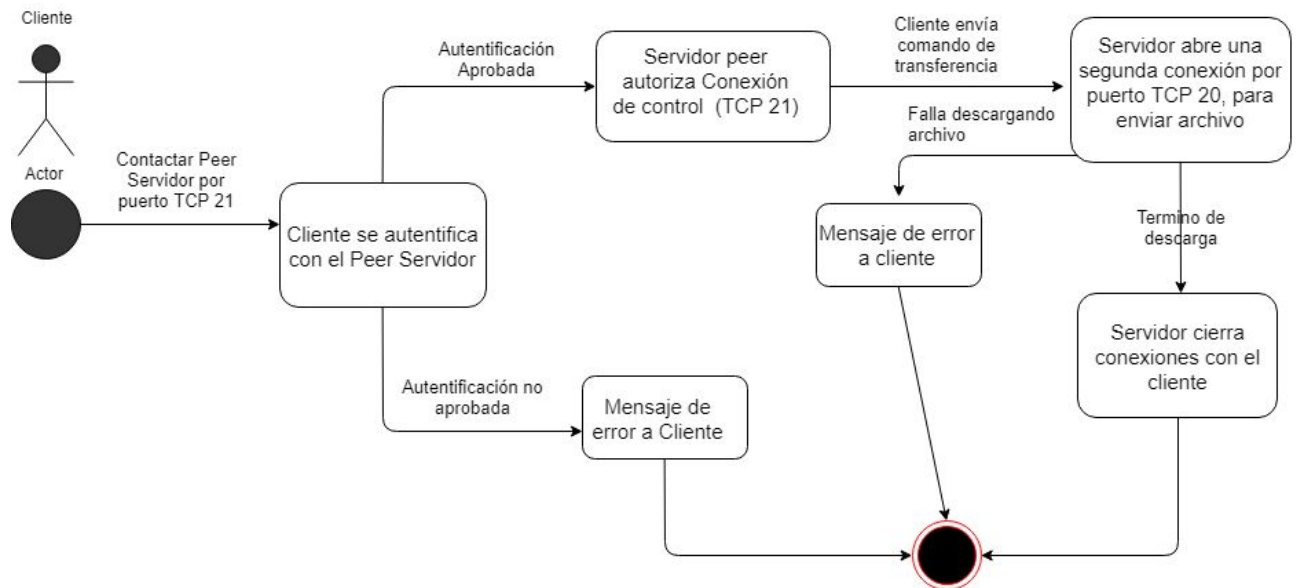 Cliente
Actor
Contactar Peer
Servidor por
puerto TCP 21
Cliente se autentifica
con el Peer Servidor
Autentificación
Aprobada
Servidor peer
autoriza Conexión
de control (TCP 21)
Cliente envía
comando de
transferencia
Servidor abre una
segunda conexión por
puerto TCP 20, para
enviar archivo
Falla descargando
archivo
Mensaje de error
a cliente
Termino de
descarga
Servidor cierra
conexiones con el
cliente
Autentificación no
aprobada
Mensaje de
error a Cliente